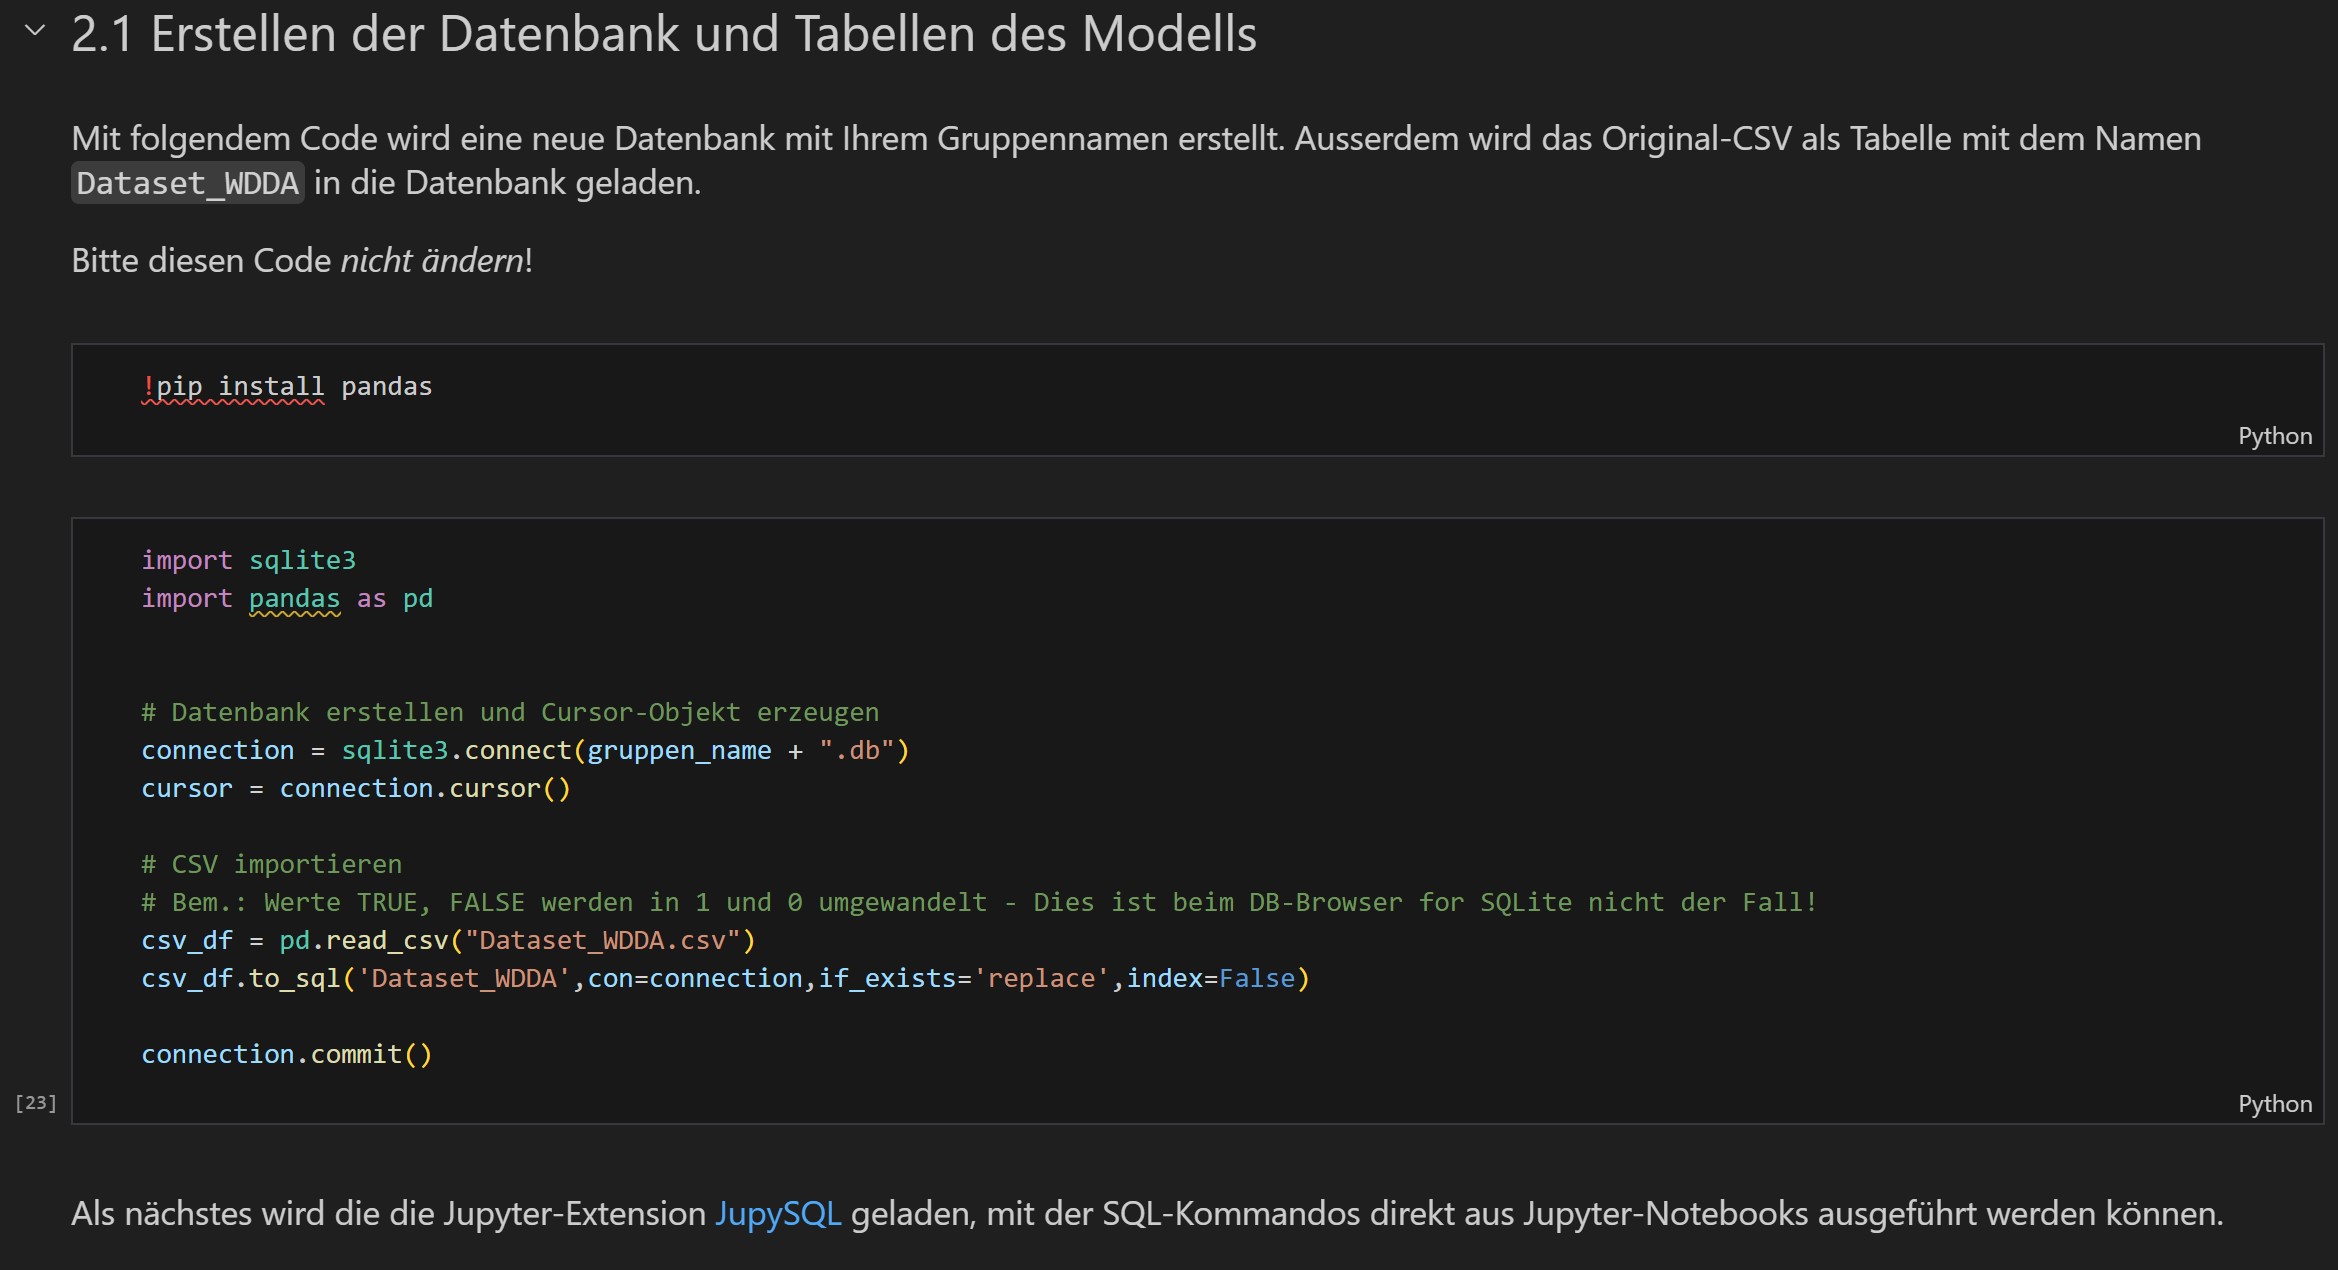 2.1 Erstellen der Datenbank und Tabellen des Modells
Mit folgendem Code wird eine neue Datenbank mit Ihrem Gruppennamen erstellt. Ausserdem wird das Original-CSV als Tabelle mit dem Namen
Dataset_WDDA in die Datenbank geladen.
Bitte diesen Code nicht ändern!
!pip install pandas
Python
import sqlite3
import pandas as pd
# Datenbank erstellen und Cursor-Objekt erzeugen
connection = sqlite3.connect(gruppen_name + ".db")
cursor = connection.cursor()
# CSV importieren
# Bem.: Werte TRUE, FALSE werden in 1 und 0 umgewandelt - Dies ist beim DB-Browser for SQLite nicht der Fall!
csv_df = pd.read_csv("Dataset_WDDA.csv")
csv_df.to_sql('Dataset_WDDA',con=connection,if_exists='replace',index=False)
connection.commit()
[23]
Python
Als nächstes wird die die Jupyter-Extension JupySQL geladen, mit der SQL-Kommandos direkt aus Jupyter-Notebooks ausgeführt werden können.